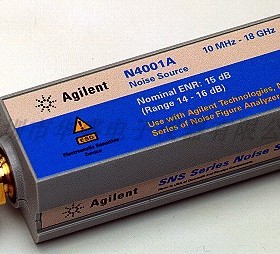 Agilent
N4001A
Noise Source
10 MHz - 18 GHz
Nominal ENR: 15 dB
(Range 14 - 16 dB)
Use with Agilent Technologies, N
Series of Noise Figure Analyzer
ESD
Electrostatic Sensitive
Device
Agilent
SNS Series Noise S